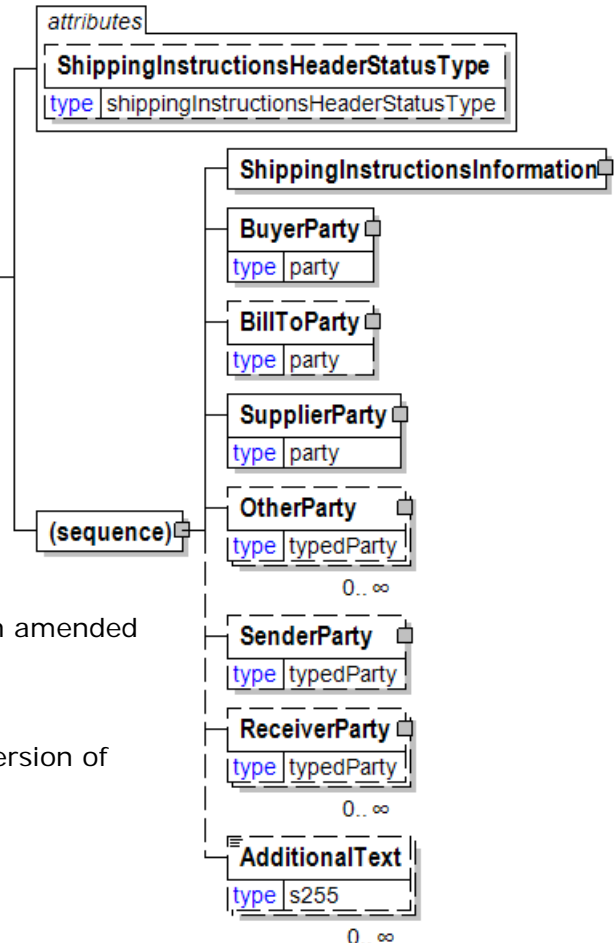 attributes
ShippingInstructionsHeaderStatusType
type shippingInstructionsHeaderStatusType
ShippingInstructionsInformation
BuyerParty
type party
BillToParty
type party
SupplierParty
type party
(sequence)
OtherParty
type typedParty
0.. ∞
amended
SenderParty
type typedParty
ersion of
ReceiverParty
type typedParty
0.. ∞
AdditionalText
type s255
0.. ∞